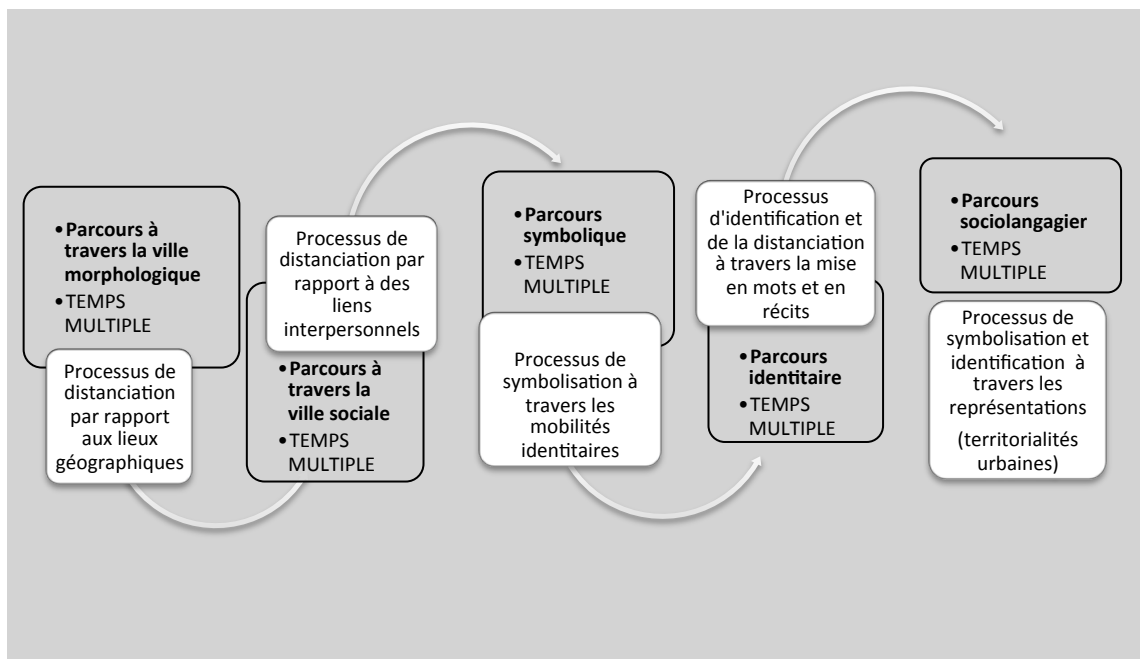 •Parcours à
travers la ville
morphologique
•TEMPS
MULTIPLE
Processus de
distanciation
par rapport
aux lieux
géographiques
Processus de
distanciation par
rapport à des
liens
interpersonnels
•Parcours à
travers la
ville sociale
•TEMPS
MULTIPLE
•Parcours
symbolique
•TEMPS
MULTIPLE
Processus de
symbolisation à
travers les
mobilités
identitaires
Processus
d'identification et
de la distanciation
à travers la mise
en mots et en
récits
•Parcours
identitaire
•TEMPS
MULTIPLE
•Parcours
sociolangagier
•TEMPS
MULTIPLE
Processus de
symbolisation et
identification à
travers les
représentations
(territorialités
urbaines)